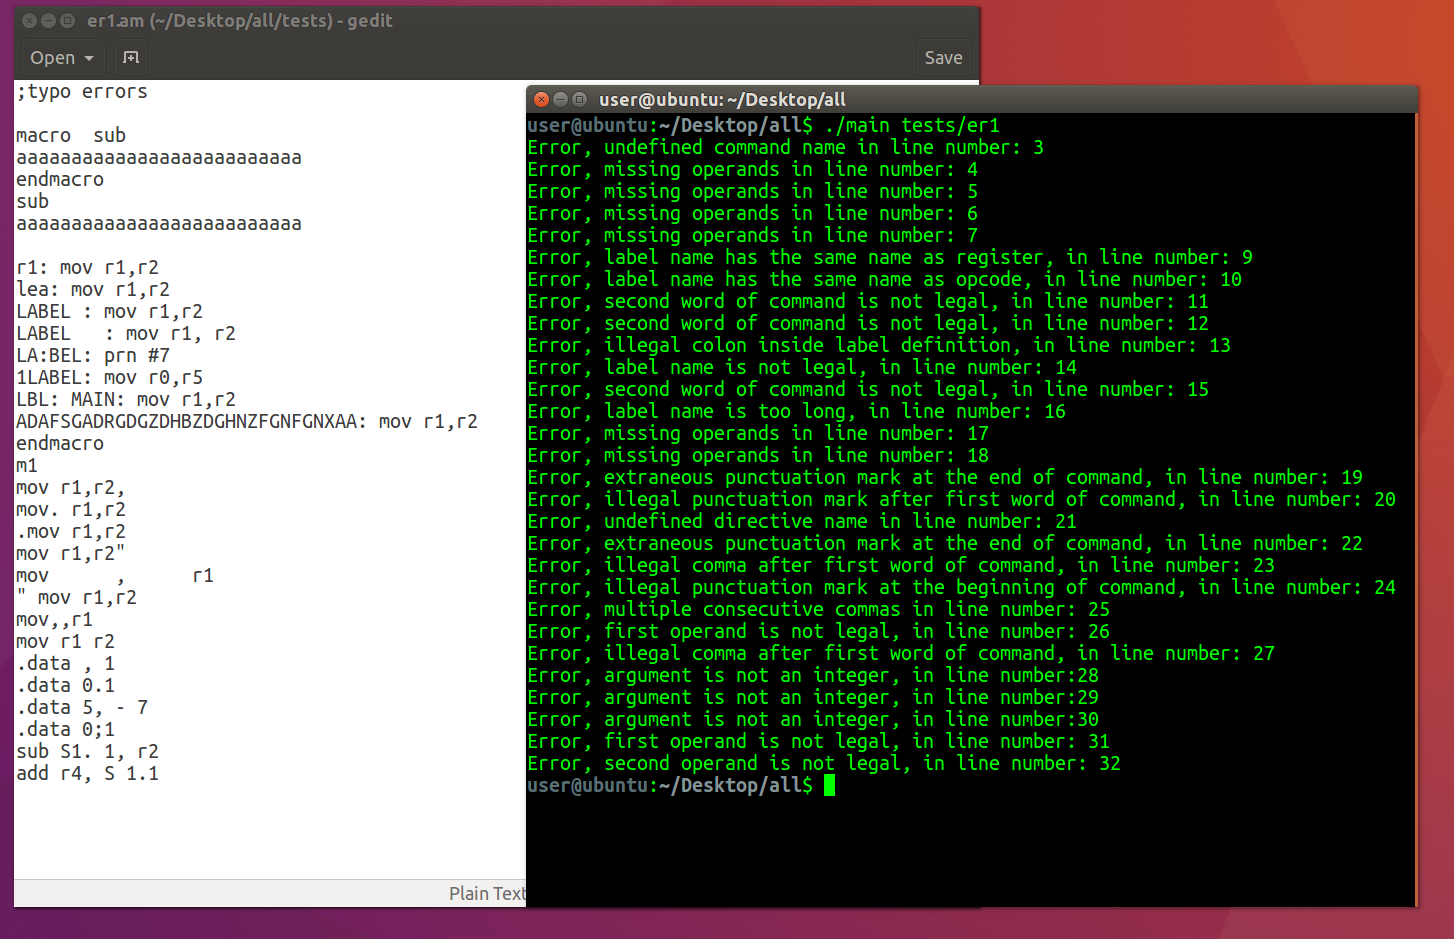 er1.am (~/Desktop/all/tests) - gedit
Open
Save
;typo errors
macro  sub
aaaaaaaaaaaaaaaaaaaaaaaaaa
endmacro
sub
aaaaaaaaaaaaaaaaaaaaaaaaaa
r1: mov r1,r2
lea: mov r1,r2
LABEL : mov r1,r2
LABEL   : mov r1, r2
LA:BEL: prn #7
1LABEL: mov r0,r5
LBL: MAIN: mov r1,r2
ADAFSGADRGDGZDHBZDGHNZFGNFGNXAA: mov r1,r2
endmacro
m1
mov r1,r2,
mov. r1,r2
.mov r1,r2
mov r1,r2"
mov      ,      r1
" mov r1,r2
mov,,r1
mov r1 r2
.data , 1
.data 0.1
.data 5, - 7
.data 0;1
sub S1. 1, r2
add r4, S 1.1
Plain Text
user@ubuntu: ~/Desktop/all
user@ubuntu:~/Desktop/all$ ./main tests/er1
Error, undefined command name in line number: 3
Error, missing operands in line number: 4
Error, missing operands in line number: 5
Error, missing operands in line number: 6
Error, missing operands in line number: 7
Error, label name has the same name as register, in line number: 9
Error, label name has the same name as opcode, in line number: 10
Error, second word of command is not legal, in line number: 11
Error, second word of command is not legal, in line number: 12
Error, illegal colon inside label definition, in line number: 13
Error, label name is not legal, in line number: 14
Error, second word of command is not legal, in line number: 15
Error, label name is too long, in line number: 16
Error, missing operands in line number: 17
Error, missing operands in line number: 18
Error, extraneous punctuation mark at the end of command, in line number: 19
Error, illegal punctuation mark after first word of command, in line number: 20
Error, undefined directive name in line number: 21
Error, extraneous punctuation mark at the end of command, in line number: 22
Error, illegal comma after first word of command, in line number: 23
Error, illegal punctuation mark at the beginning of command, in line number: 24
Error, multiple consecutive commas in line number: 25
Error, first operand is not legal, in line number: 26
Error, illegal comma after first word of command, in line number: 27
Error, argument is not an integer, in line number:28
Error, argument is not an integer, in line number:29
Error, argument is not an integer, in line number:30
Error, first operand is not legal, in line number: 31
Error, second operand is not legal, in line number: 32
user@ubuntu:~/Desktop/all$